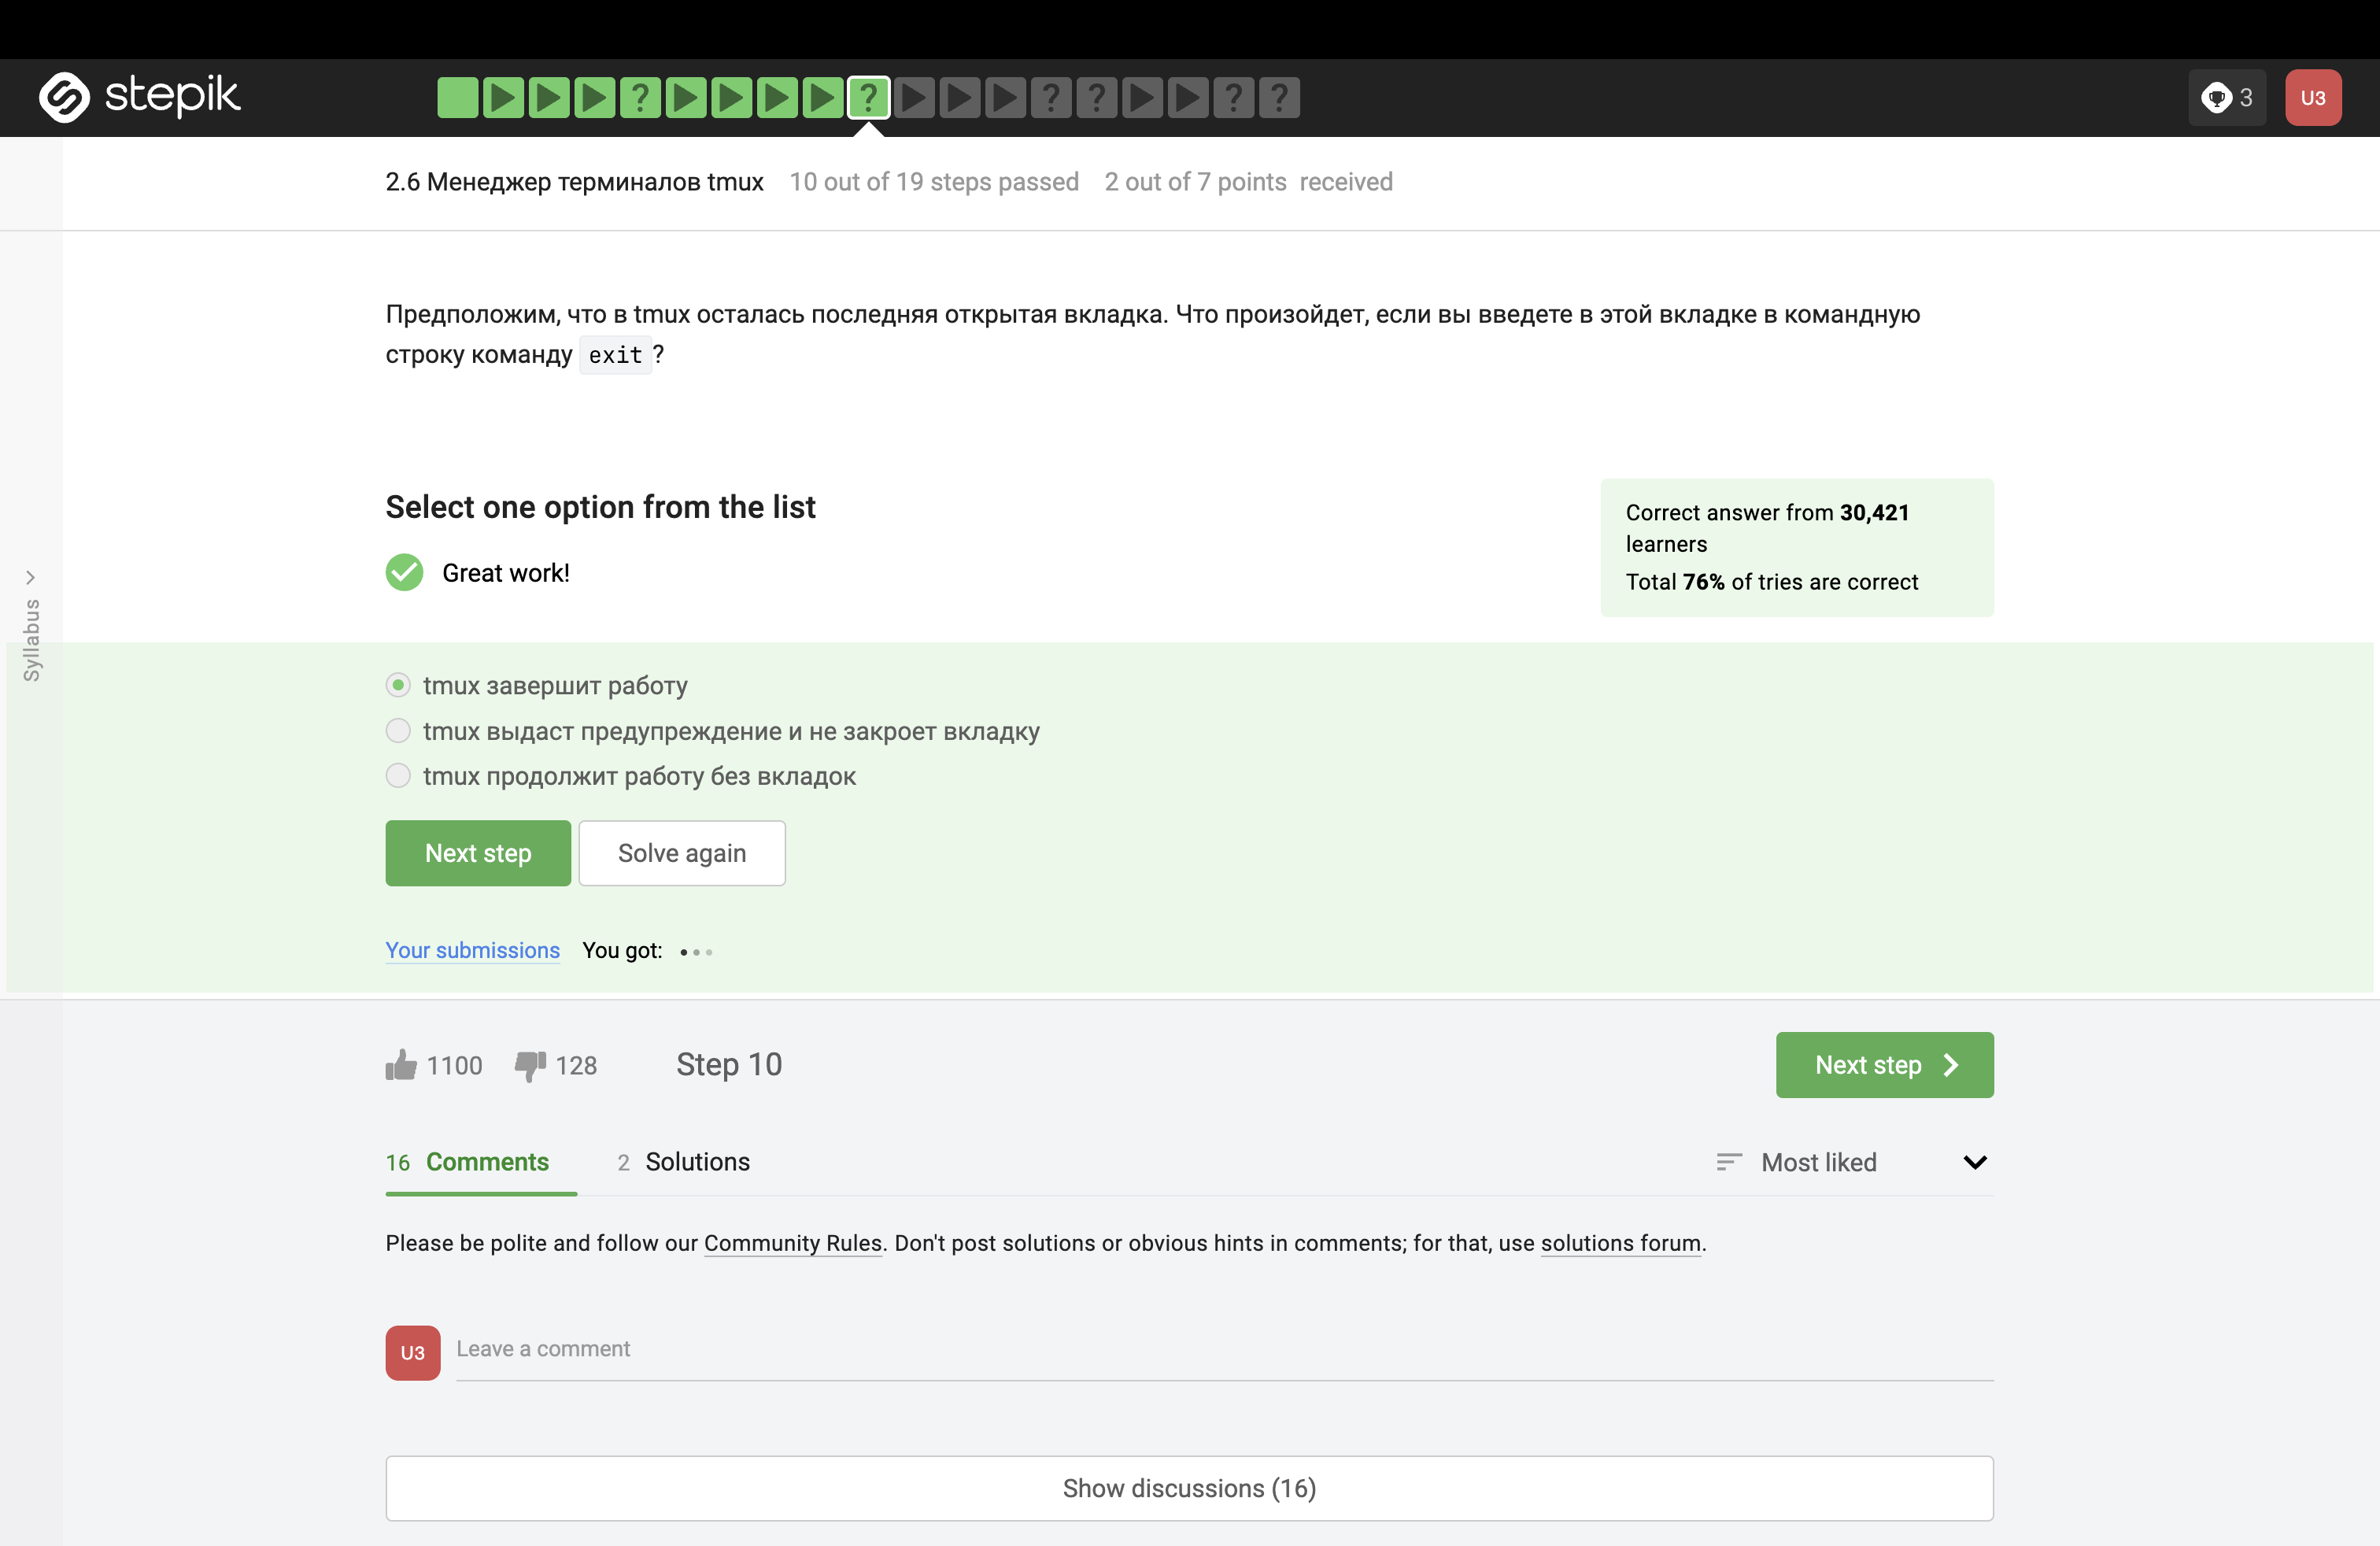 stepik
? ? ? ? ? ?
3
U3
2.6 Менеджер терминалов tmux 10 out of 19 steps passed 2 out of 7 points received
Syllabus
Предположим, что в tmux осталась последняя открытая вкладка. Что произойдет, если вы введете в этой вкладке в командную
строку команду exit ?
Select one option from the list
Great work!
Correct answer from 30,421
learners
Total 76% of tries are correct
tmux завершит работу
tmux выдаст предупреждение и не закроет вкладку
tmux продолжит работу без вкладок
Next step Solve again
Your submissions You got:
1100 128 Step 10 Next step
16 Comments 2 Solutions Most liked
Please be polite and follow our Community Rules. Don't post solutions or obvious hints in comments; for that, use solutions forum.
U3 Leave a comment
Show discussions (16)